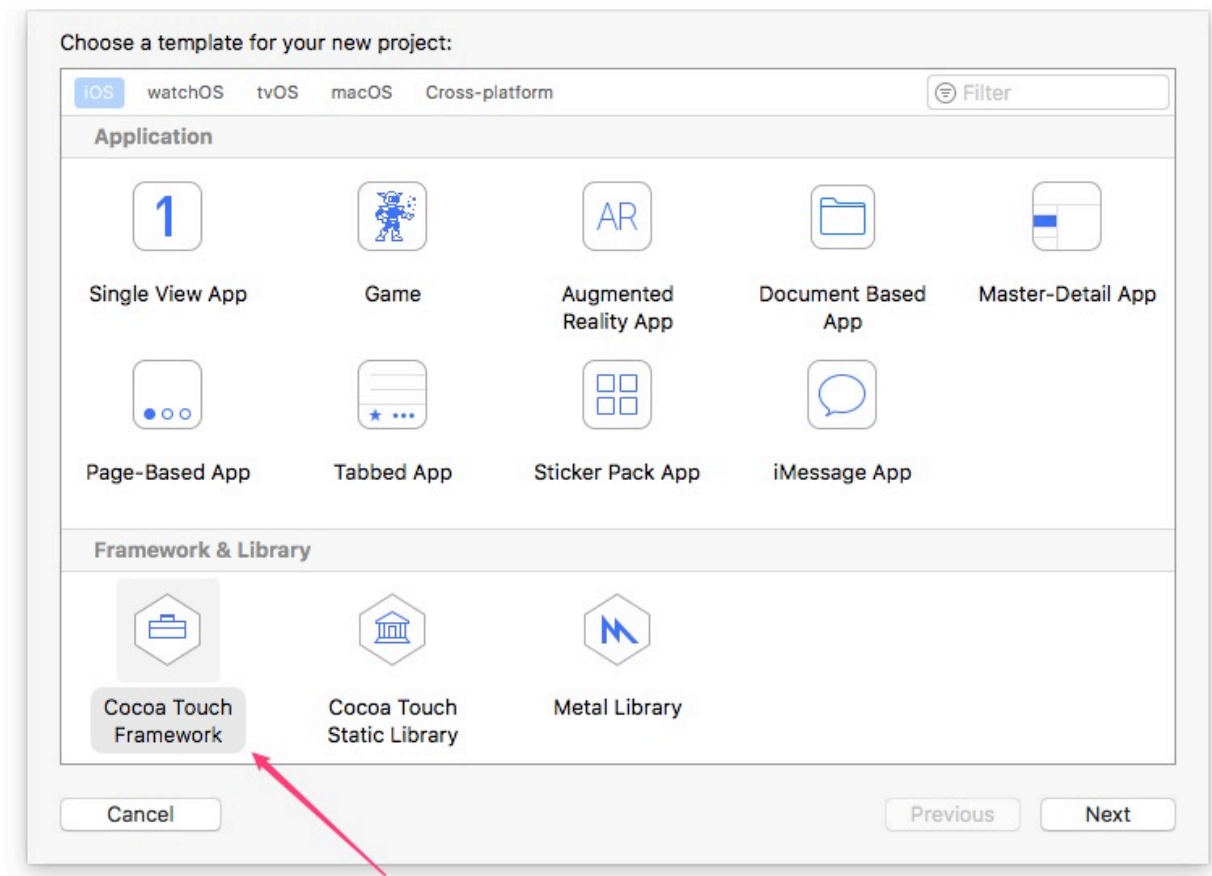 Choose a template for your new project:
iOS watchOS tvOS macOS Cross-platform Filter
Application
1 AR
Single View App Game Augmented Document Based Master-Detail App
Reality App App
Page-Based App Tabbed App Sticker Pack App iMessage App
Framework & Library
Cocoa Touch Cocoa Touch Metal Library
Framework Static Library
Cancel Previous Next